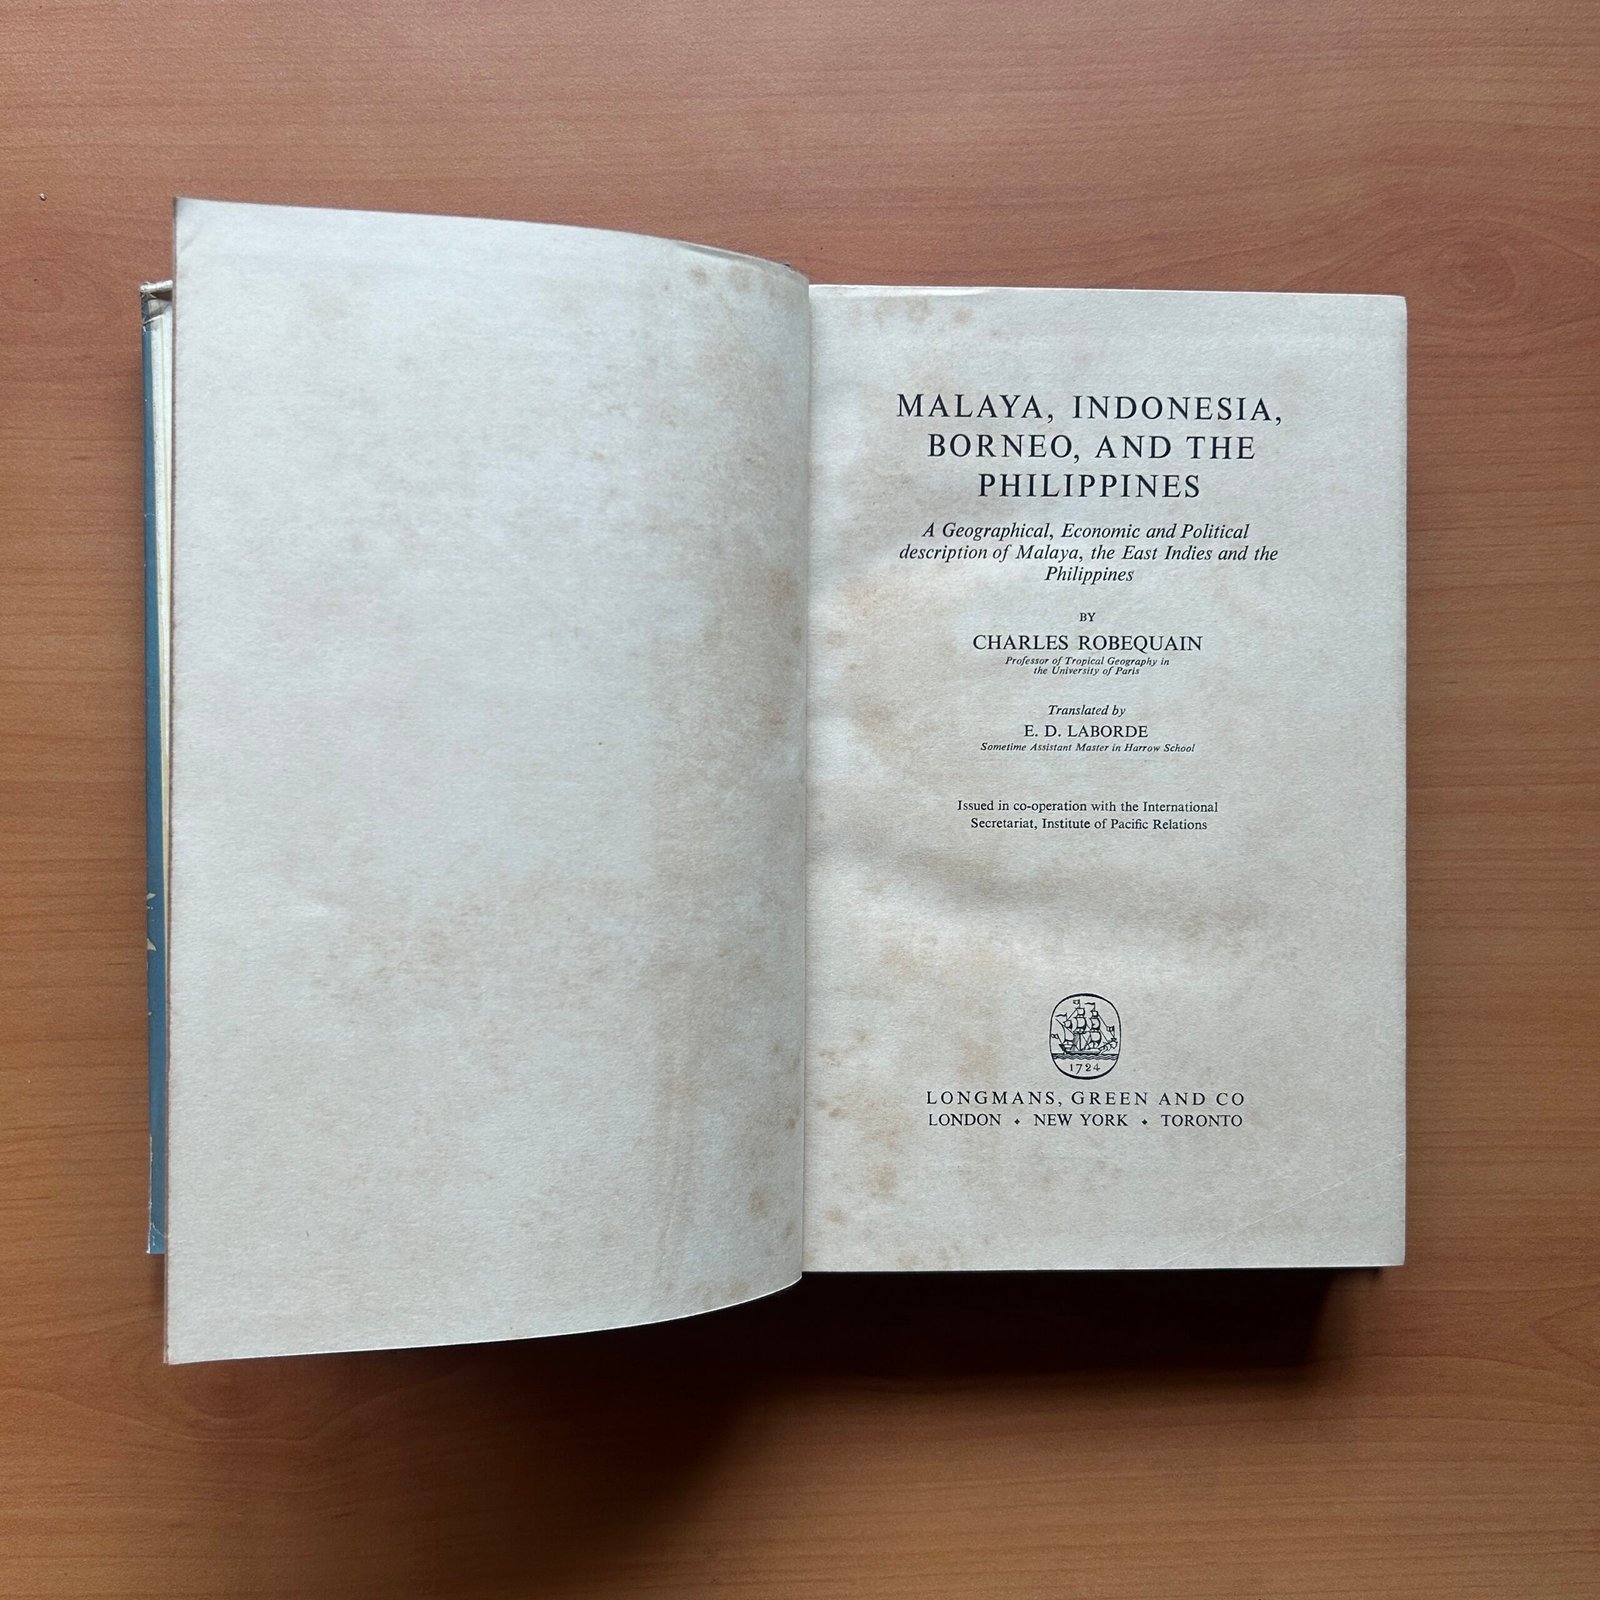 MALAYA, INDONESIA,
BORNEO, AND THE
PHILIPPINES
A Geographical, Economic and Political
description of Malaya, the East Indies and the
Philippines
BY
CHARLES ROBEQUAIN
Professor of Tropical Geography in
the University of Paris
Translated by
E. D. LABORDE
Sometime Assistant Master in Harrow School
Issued in co-operation with the International
Secretariat, Institute of Pacific Relations
1724
LONGMANS, GREEN AND CO
LONDON • NEW YORK • TORONTO